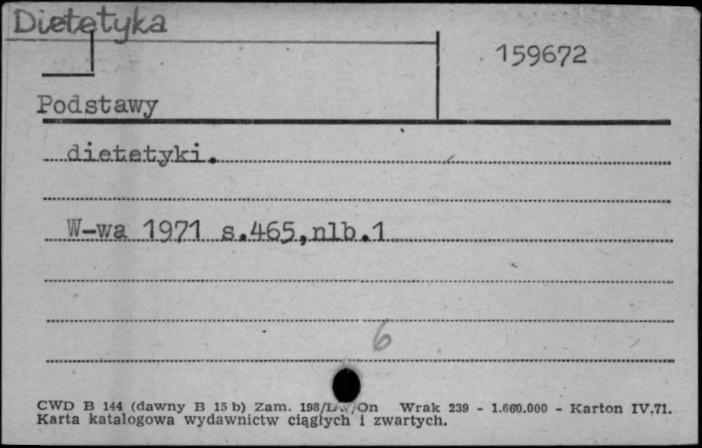 Dietetyka
159672
Podstawy
dietetyki.
W-wa 1971 s.465,nlb.1
6
CWD B 144 (dawny B 15 b) Zam. 198/Dw/On Wrak 239 - 1.660.000 - Karton IV.71.
Karta katalogowa wydawnictw ciągłych i zwartych.